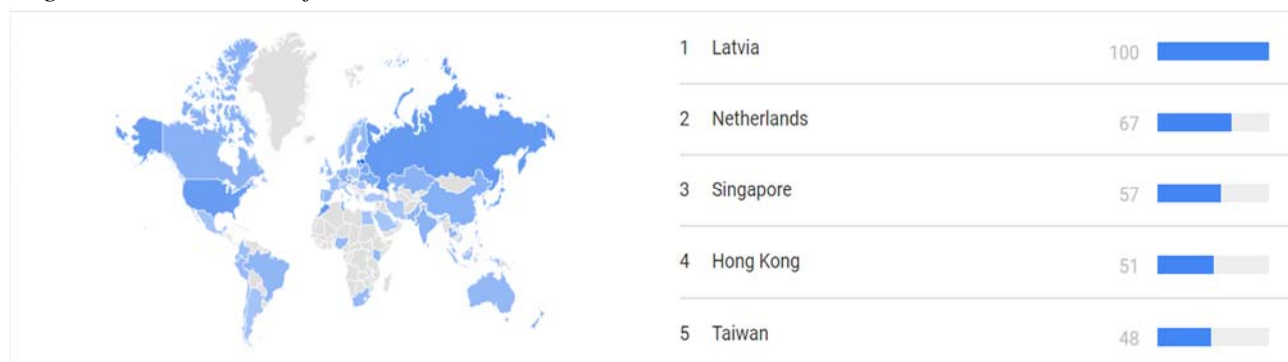 1 Latvia 100
2 Netherlands 67
3 Singapore 57
4 Hong Kong 51
5 Taiwan 48